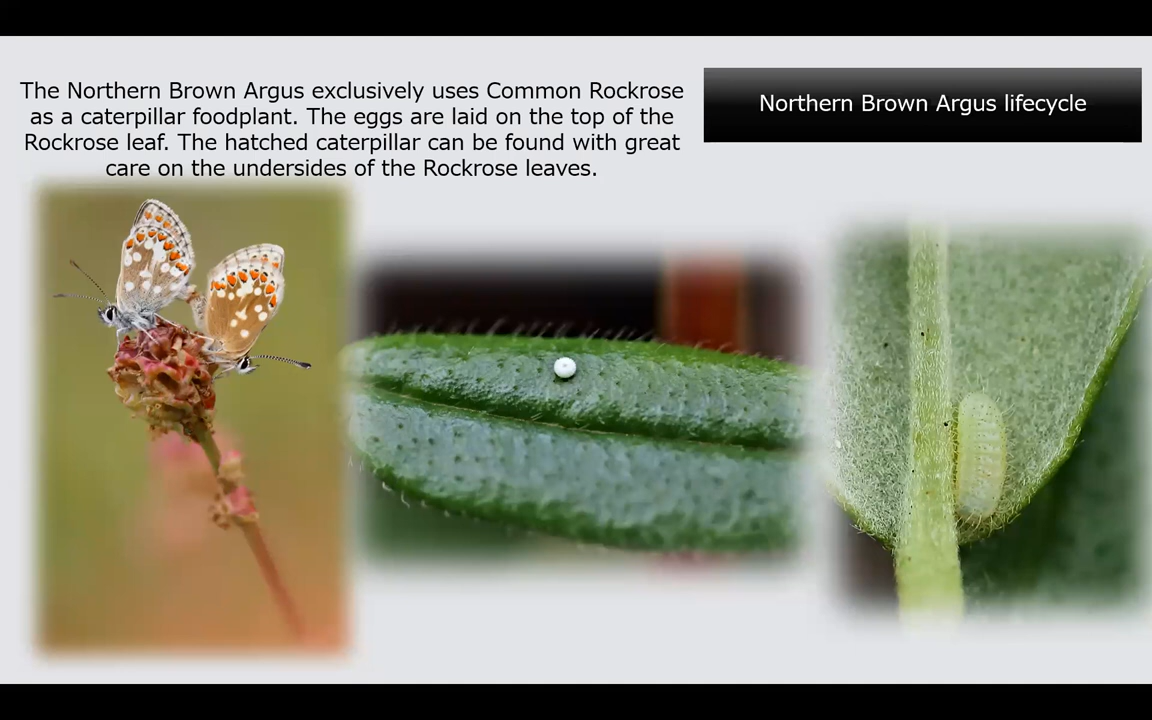 The Northern Brown Argus exclusively uses Common Rockrose
as a caterpillar foodplant. The eggs are laid on the top of the
Rockrose leaf. The hatched caterpillar can be found with great
care on the undersides of the Rockrose leaves.
Northern Brown Argus lifecycle